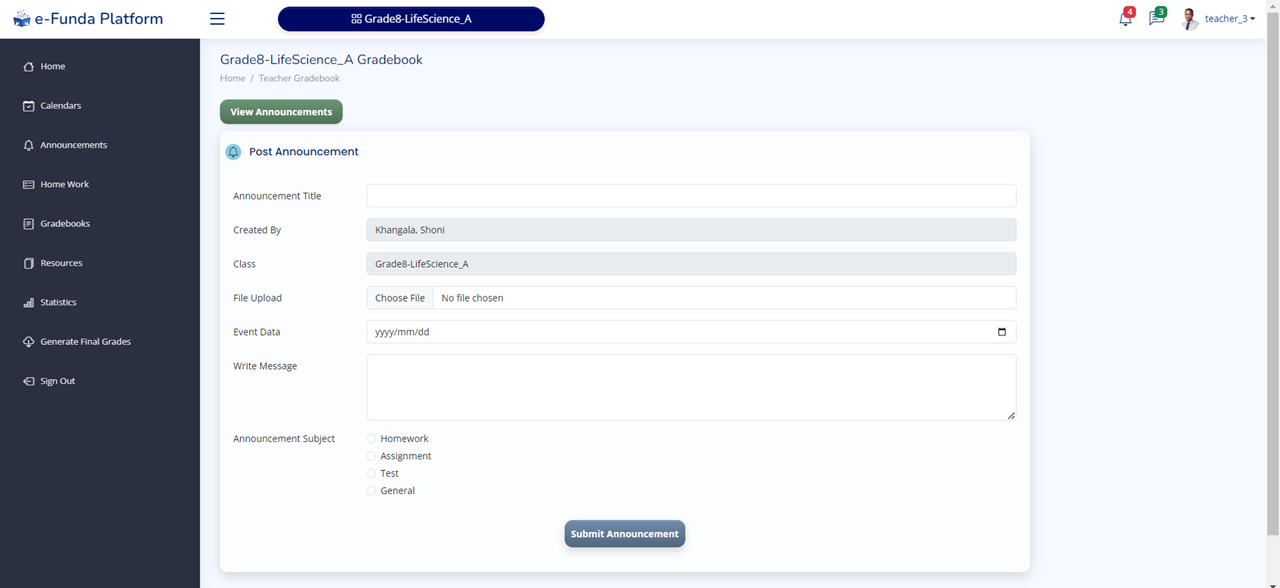 e-Funda Platform
Grade8-LifeScience_A
4
3
teacher_3
Home
Calendars
Announcements
Home Work
Gradebooks
Resources
Statistics
Generate Final Grades
Sign Out
Grade8-LifeScience_A Gradebook
Home / Teacher Gradebook
View Announcements
Post Announcement
Announcement Title
Created By Khangala, Shoni
Class Grade8-LifeScience_A
File Upload Choose File No file chosen
Event Data yyyy/mm/dd
Write Message
Announcement Subject Homework
Assignment
Test
General
Submit Announcement